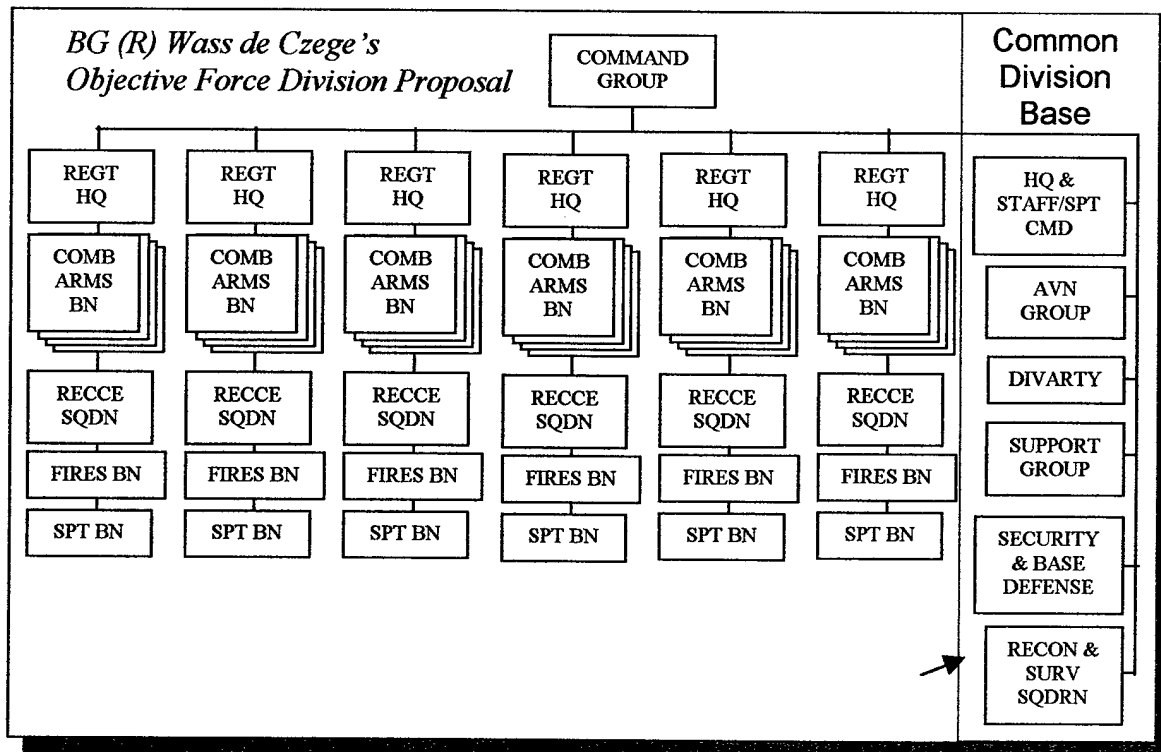 BG (R) Wass de Czege's
Objective Force Division Proposal
COMMAND
GROUP
Common
Division
Base
REGT
HQ
COMB
ARMS
BN
RECCE
SQDN
FIRES BN
SPT BN
REGT
HQ
COMB
ARMS
BN
RECCE
SQDN
FIRES BN
SPT BN
REGT
HQ
COMB
ARMS
BN
RECCE
SQDN
FIRES BN
SPT BN
REGT
HQ
COMB
ARMS
BN
RECCE
SQDN
FIRES BN
SPT BN
REGT
HQ
COMB
ARMS
BN
RECCE
SQDN
FIRES BN
SPT BN
REGT
HQ
COMB
ARMS
BN
RECCE
SQDN
FIRES BN
SPT BN
HQ &
STAFF/SPT
CMD
AVN
GROUP
DIVARTY
SUPPORT
GROUP
SECURITY
& BASE
DEFENSE
RECON &
SURV
SQDRN